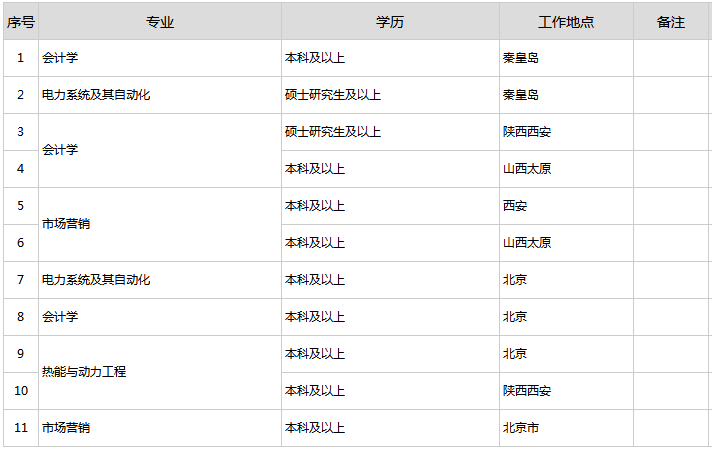 序号 专业 学历 工作地点 备注
1 会计学 本科及以上 秦皇岛
2 电力系统及其自动化 硕士研究生及以上 秦皇岛
3 会计学 硕士研究生及以上 陕西西安
4 本科及以上 山西太原
5 市场营销 本科及以上 西安
6 本科及以上 山西太原
7 电力系统及其自动化 本科及以上 北京
8 会计学 本科及以上 北京
9 热能与动力工程 本科及以上 北京
10 本科及以上 陕西西安
11 市场营销 本科及以上 北京市